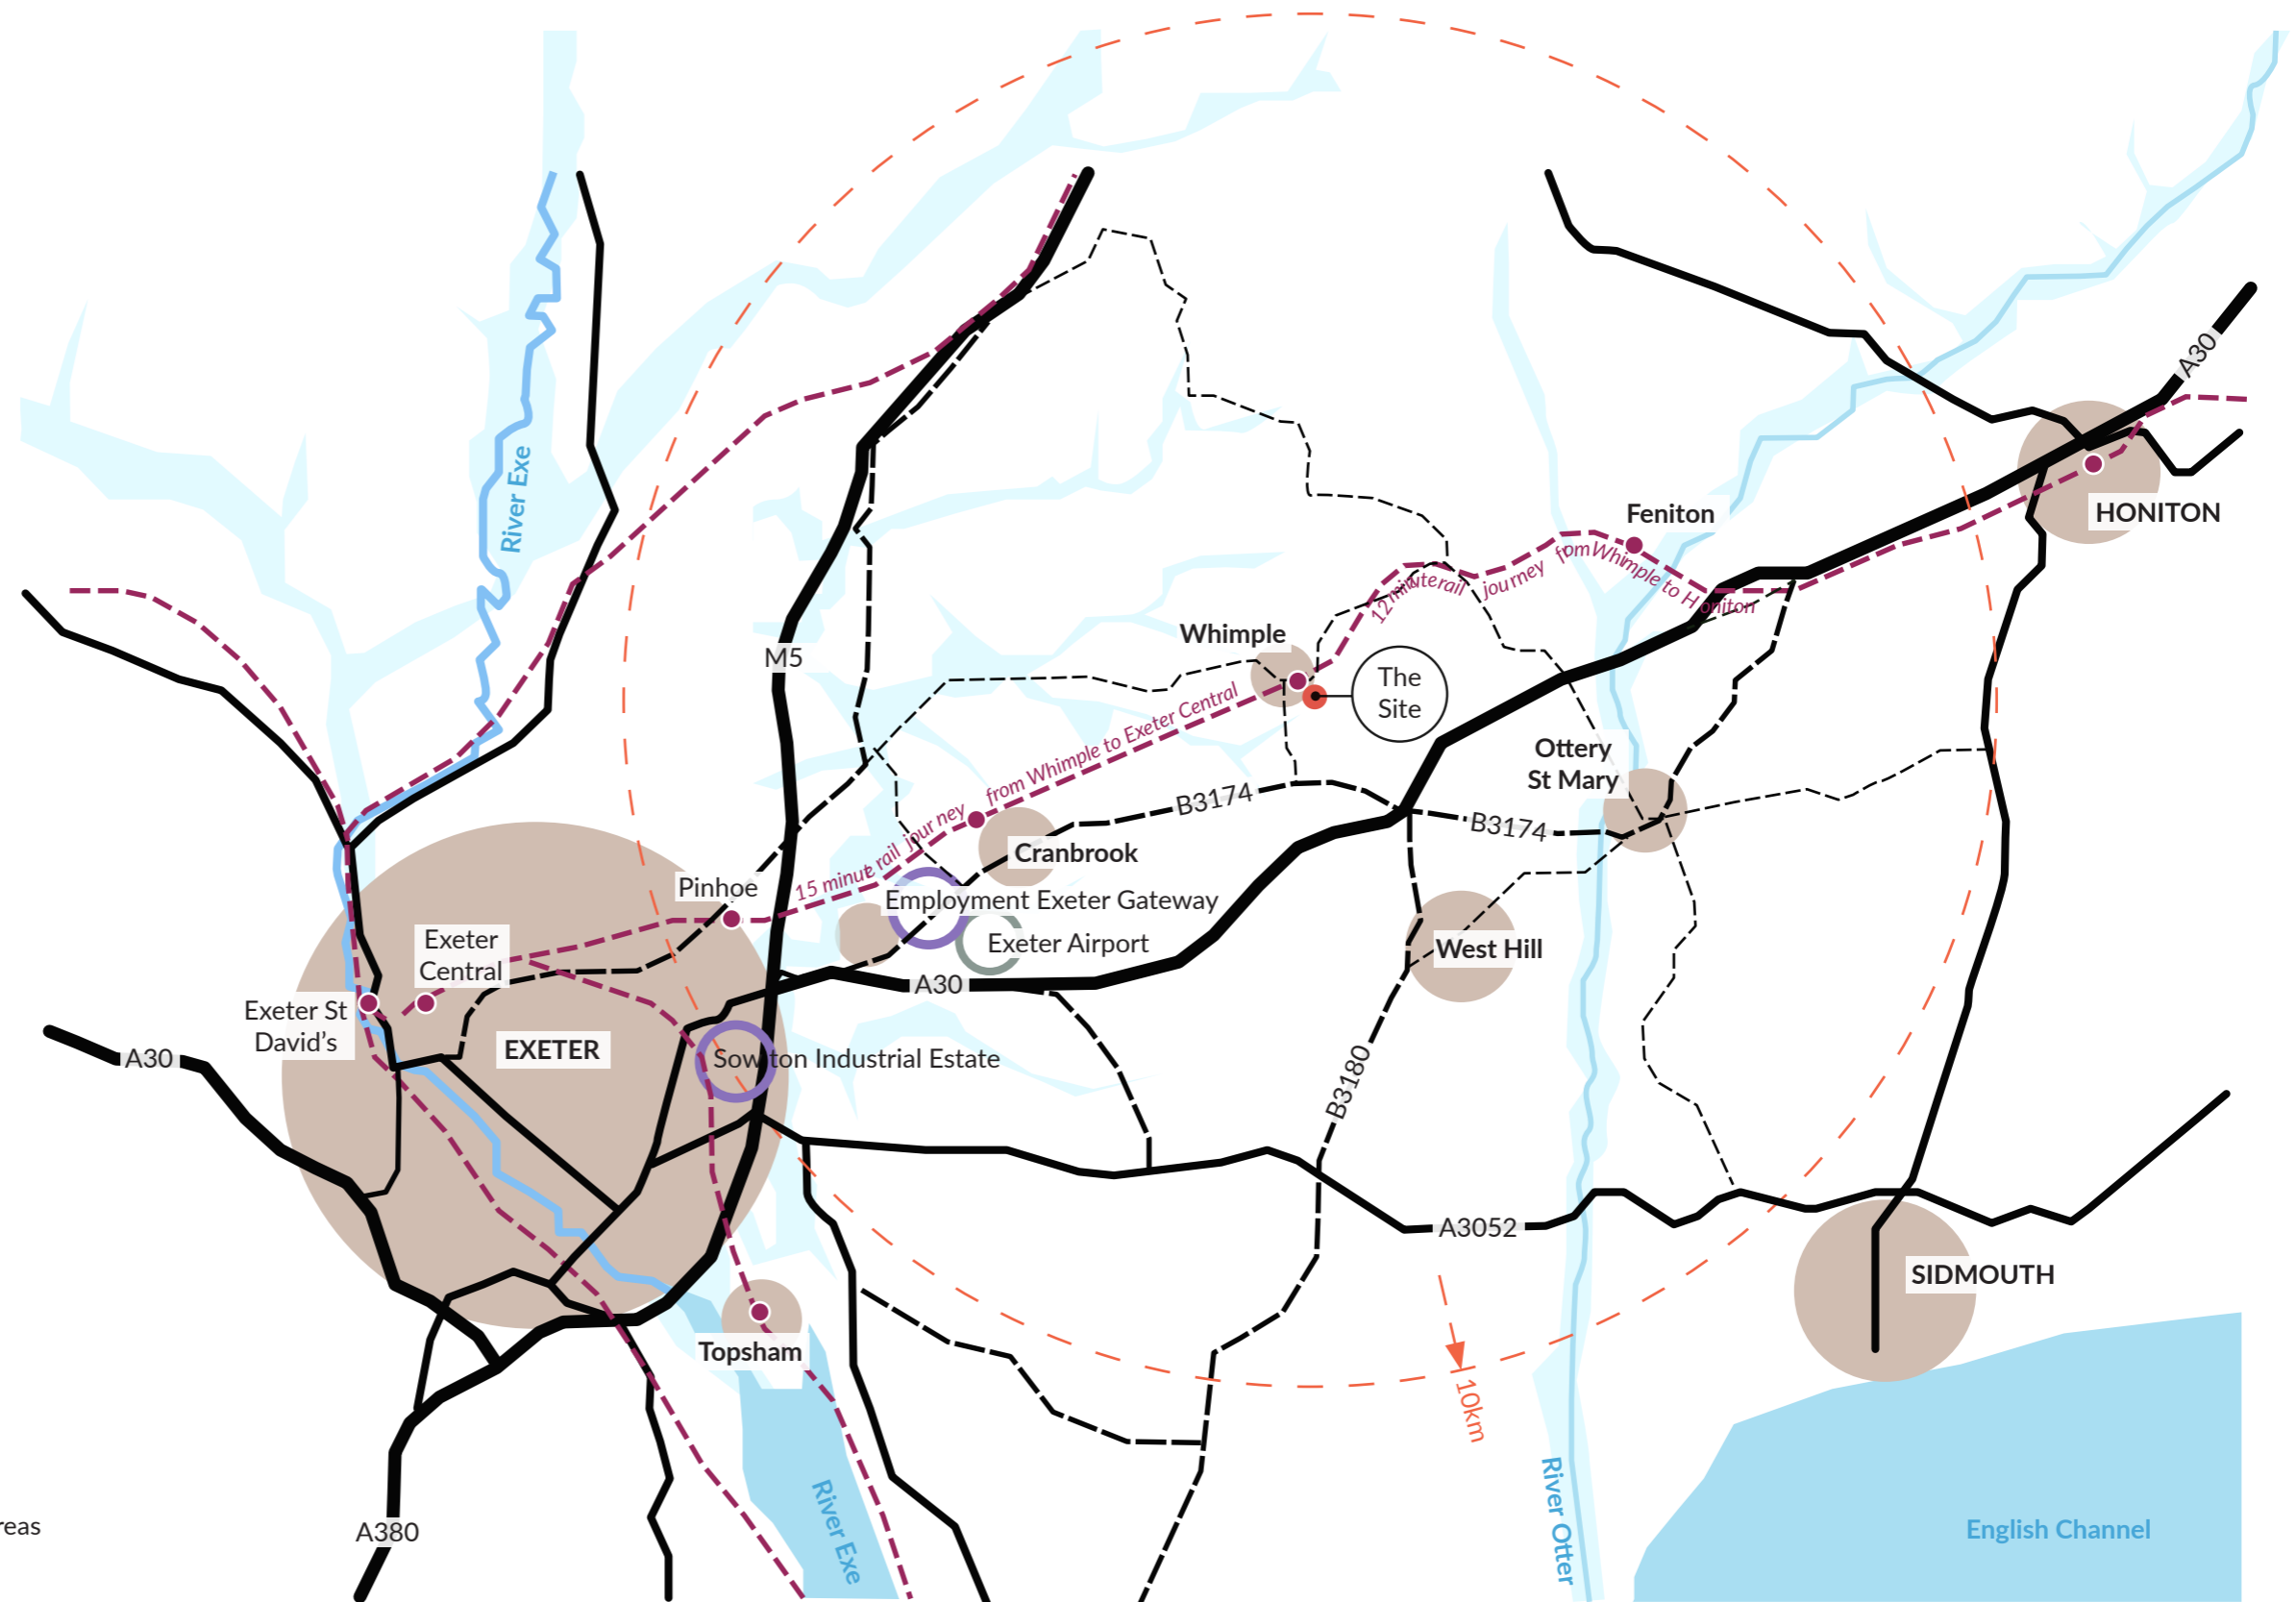 A30
River Exe
Feniton
HONITON
12 minute rail journey from Whimple to Honiton
Whimple
M5
The
Site
15 minute rail journey from Whimple to Exeter Central
Ottery
St Mary
B3174
B3174
Cranbrook
Pinhoe
Employment Exeter Gateway
Exeter
Central
Exeter Airport
West Hill
A30
Exeter St
David's
EXETER
A30
Sowton Industrial Estate
B3180
A3052
SIDMOUTH
Topsham
10km
River Exe
River Otter
English Channel
reas
A380